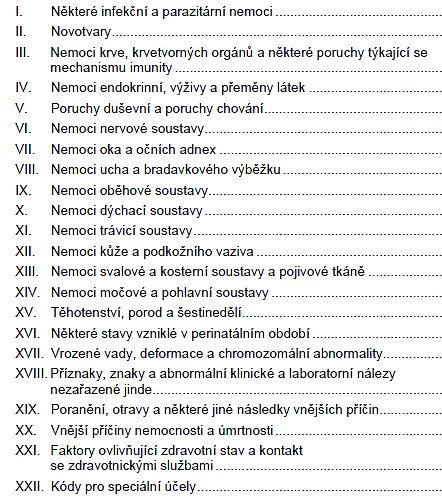 I. Některé infekční a parazitární nemoci
II. Novotvary
III. Nemoci krve, krvetvorných orgánů a některé poruchy týkající se
mechanismu imunity
IV. Nemoci endokrinní, výživy a přeměny látek
V. Poruchy duševní a poruchy chování
VI. Nemoci nervové soustavy
VII. Nemoci oka a očních adnex
VIII. Nemoci ucha a bradavkového výběžku
IX. Nemoci oběhové soustavy
X. Nemoci dýchací soustavy
XI. Nemoci trávicí soustavy
XII. Nemoci kůže a podkožního vaziva
XIII. Nemoci svalové a kosterní soustavy a pojivové tkáně
XIV. Nemoci močové a pohlavní soustavy
XV. Těhotenství, porod a šestinedělí
XVI. Některé stavy vzniklé v perinatálním období
XVII. Vrozené vady, deformace a chromozomální abnormality
XVIII. Příznaky, znaky a abnormální klinické a laboratorní nálezy
nezařazené jinde
XIX. Poranění, otravy a některé jiné následky vnějších příčin
XX. Vnější příčiny nemocnosti a úmrtnosti
XXI. Faktory ovlivňující zdravotní stav a kontakt
se zdravotnickými službami
XXII. Kódy pro speciální účely